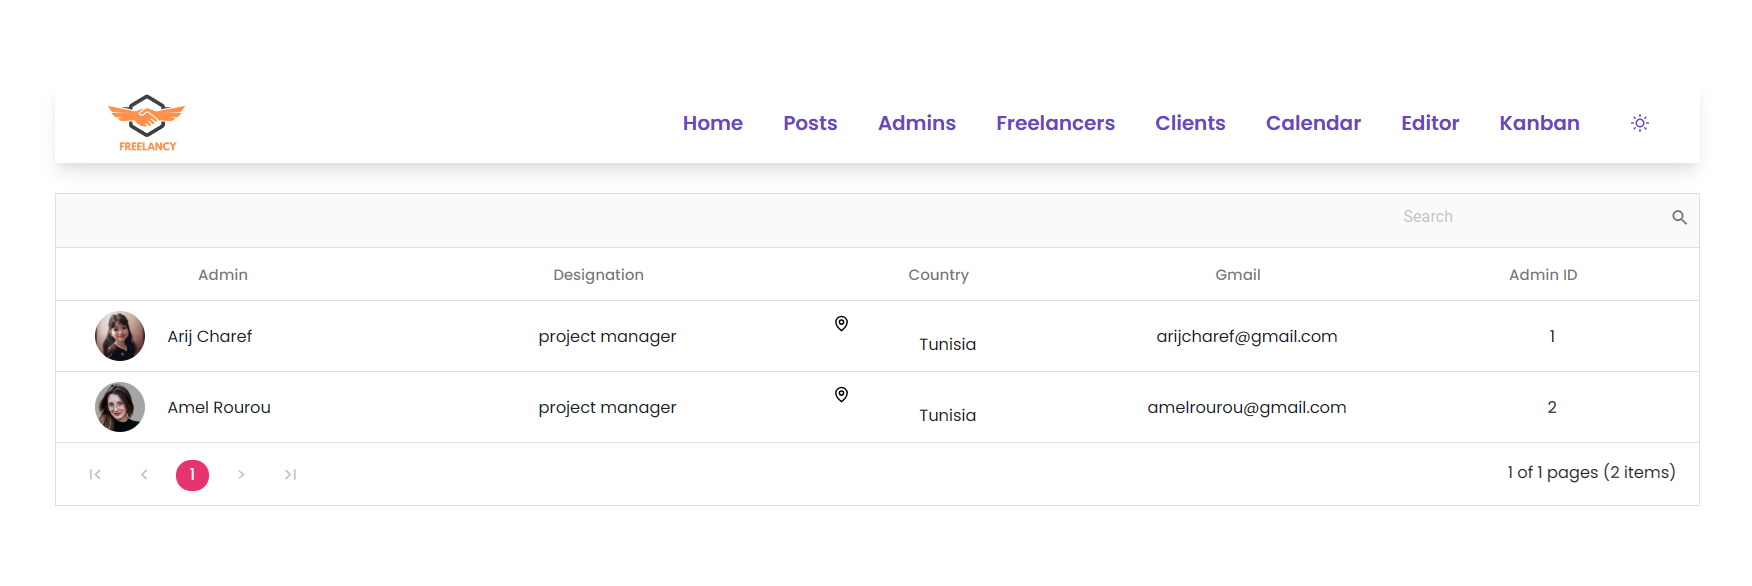 FREELANCY
Home Posts Admins Freelancers Clients Calendar Editor Kanban
Search
Admin Designation Country Gmail Admin ID
Arij Charef project manager Tunisia arijcharef@gmail.com 1
Amel Rourou project manager Tunisia amelrourou@gmail.com 2
1 1 of 1 pages (2 items)